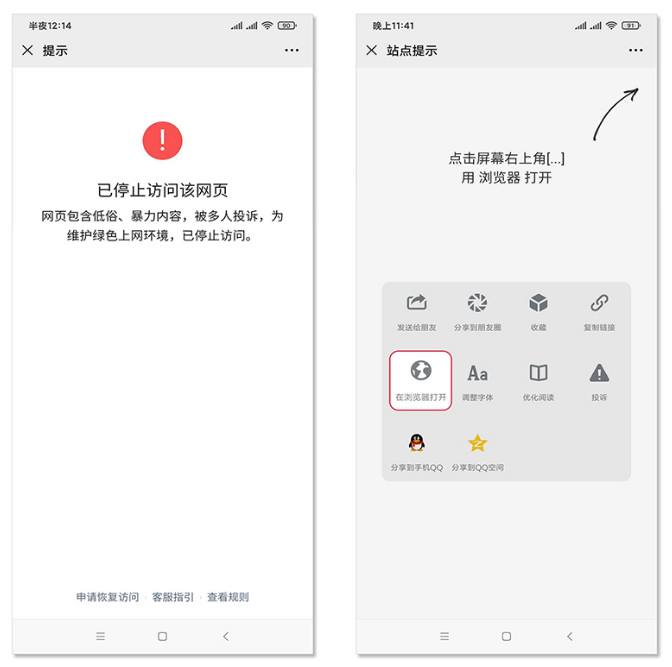 半夜12:14
90
提示
已停止访问该网页
网页包含低俗、暴力内容，被多人投诉，为
维护绿色上网环境，已停止访问。
申请恢复访问 · 客服指引 · 查看规则
晚上11:41
91
站点提示
点击屏幕右上角[...]
用 浏览器 打开
发送给朋友 分享到朋友圈 收藏 复制链接
在浏览器打开 调整字体 优化阅读 投诉
分享到手机QQ 分享到QQ空间